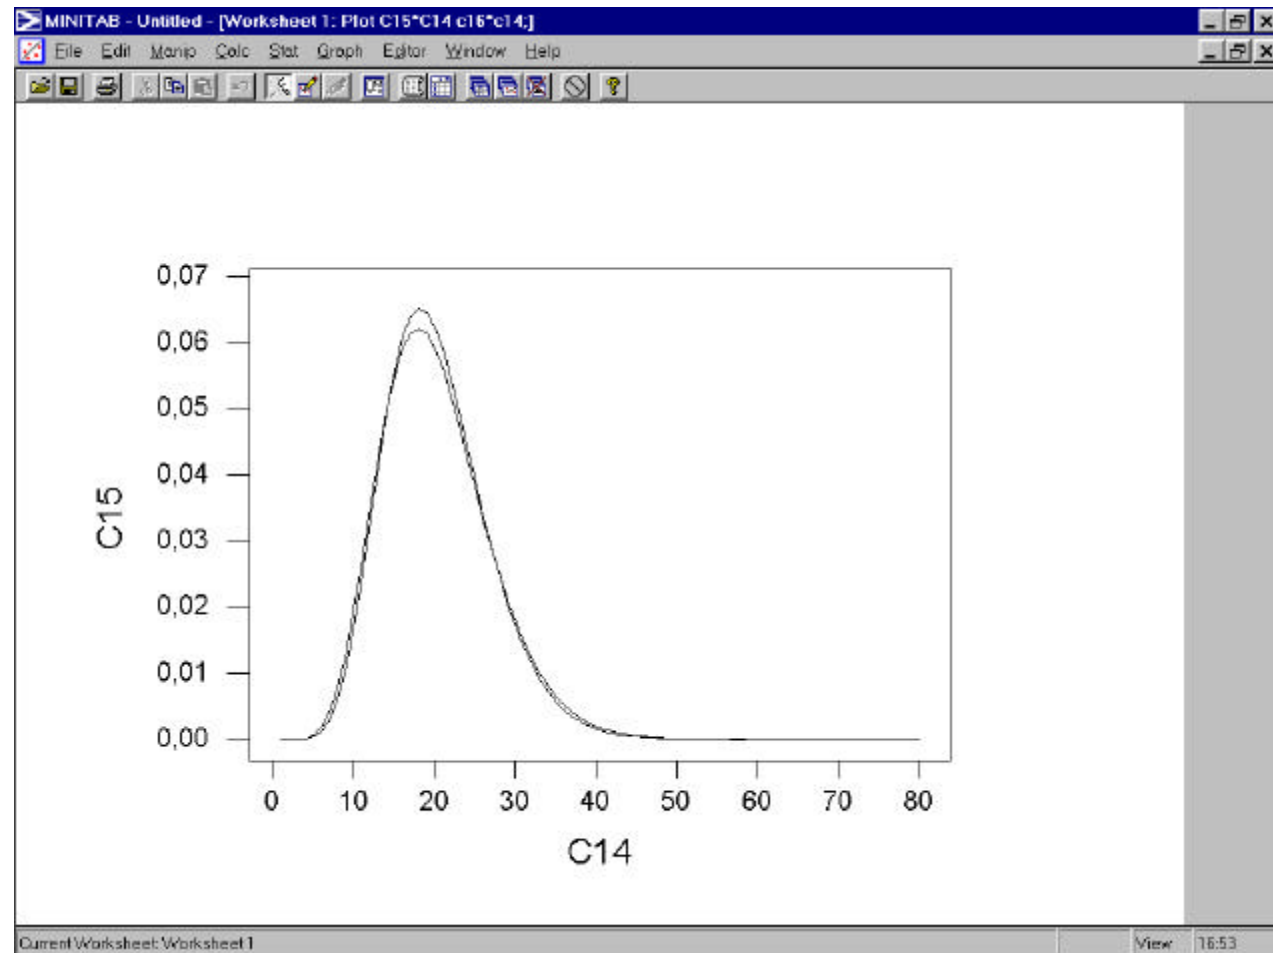 MINITAB - Untitled - [Worksheet 1: Plot C15*C14 c16*c14;]
File Edit Manip Calc Stat Graph Editor Window Help
0,07
0,06
0,05
0,04
0,03
0,02
0,01
0,00
C15
0 10 20 30 40 50 60 70 80
C14
Current Worksheet: Worksheet 1 View 16:53